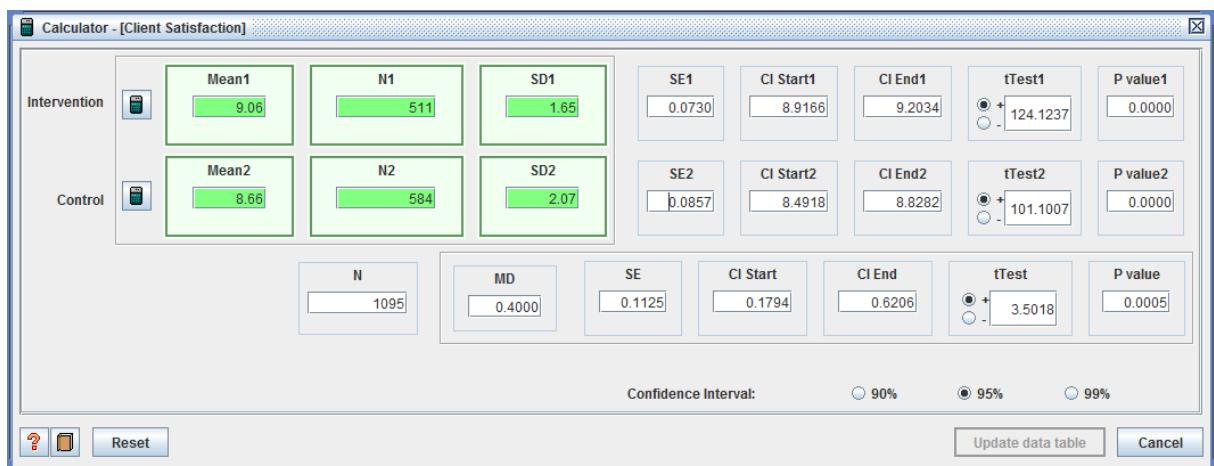 Calculator - [Client Satisfaction]
Mean1 N1 SD1 SE1 CI Start1 CI End1 tTest1 P value1
Intervention 9.06 511 1.65 0.0730 8.9166 9.2034 + - 124.1237 0.0000
Mean2 N2 SD2 SE2 CI Start2 CI End2 tTest2 P value2
Control 8.66 584 2.07 0.0857 8.4918 8.8282 + - 101.1007 0.0000
N MD SE CI Start CI End tTest P value
1095 0.4000 0.1125 0.1794 0.6206 + - 3.5018 0.0005
Confidence Interval: 90% 95% 99%
? Reset Update data table Cancel